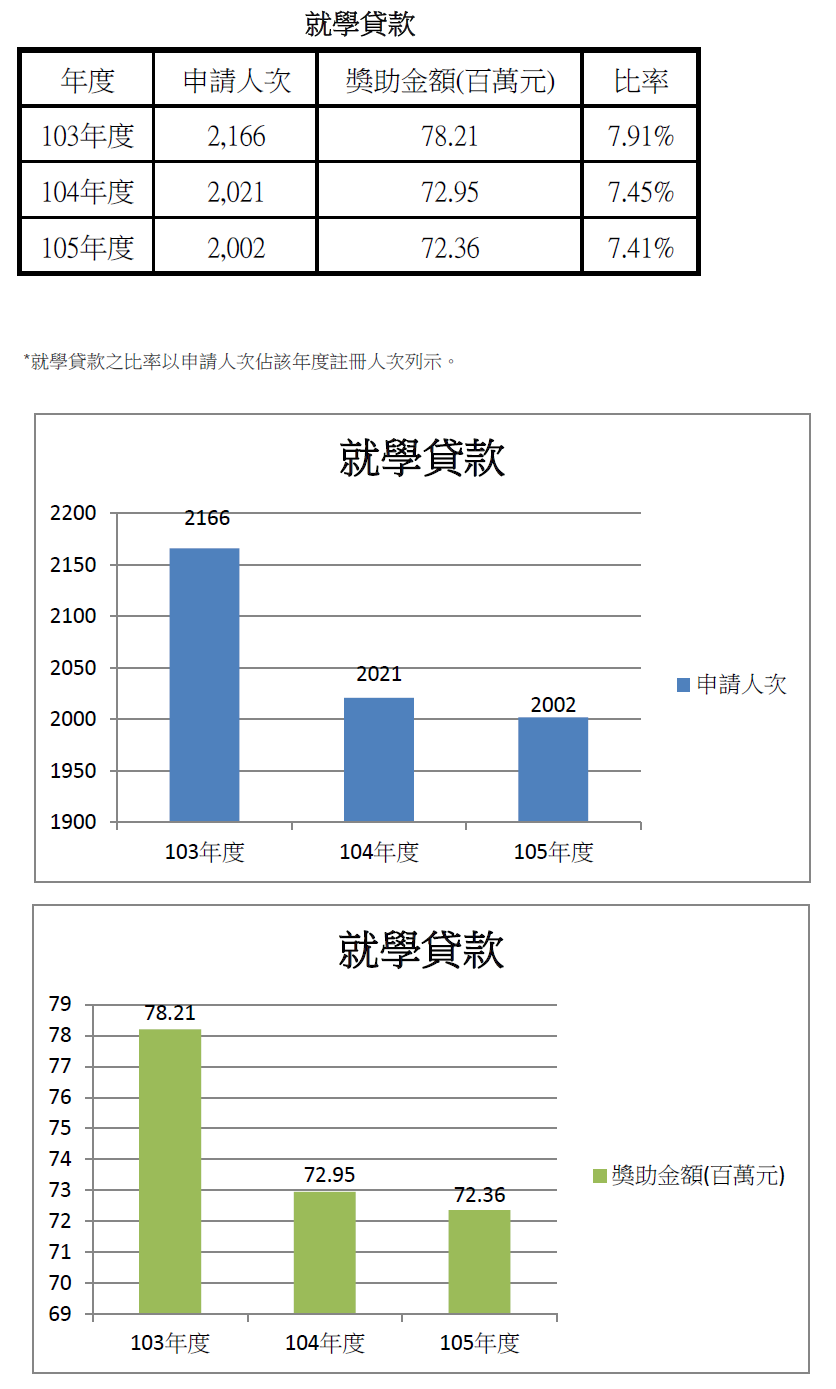 就學貸款
年度 申請人次 獎助金額(百萬元) 比率
103年度 2,166 78.21 7.91%
104年度 2,021 72.95 7.45%
105年度 2,002 72.36 7.41%
*就學貸款之比率以申請人次佔該年度註冊人次列示。
就學貸款
2200
2150
2100
2050
2000
1950
1900
2166
2021
2002
103年度 104年度 105年度
申請人次
就學貸款
79
78
77
76
75
74
73
72
71
70
69
78.21
72.95
72.36
103年度 104年度 105年度
獎助金額(百萬元)